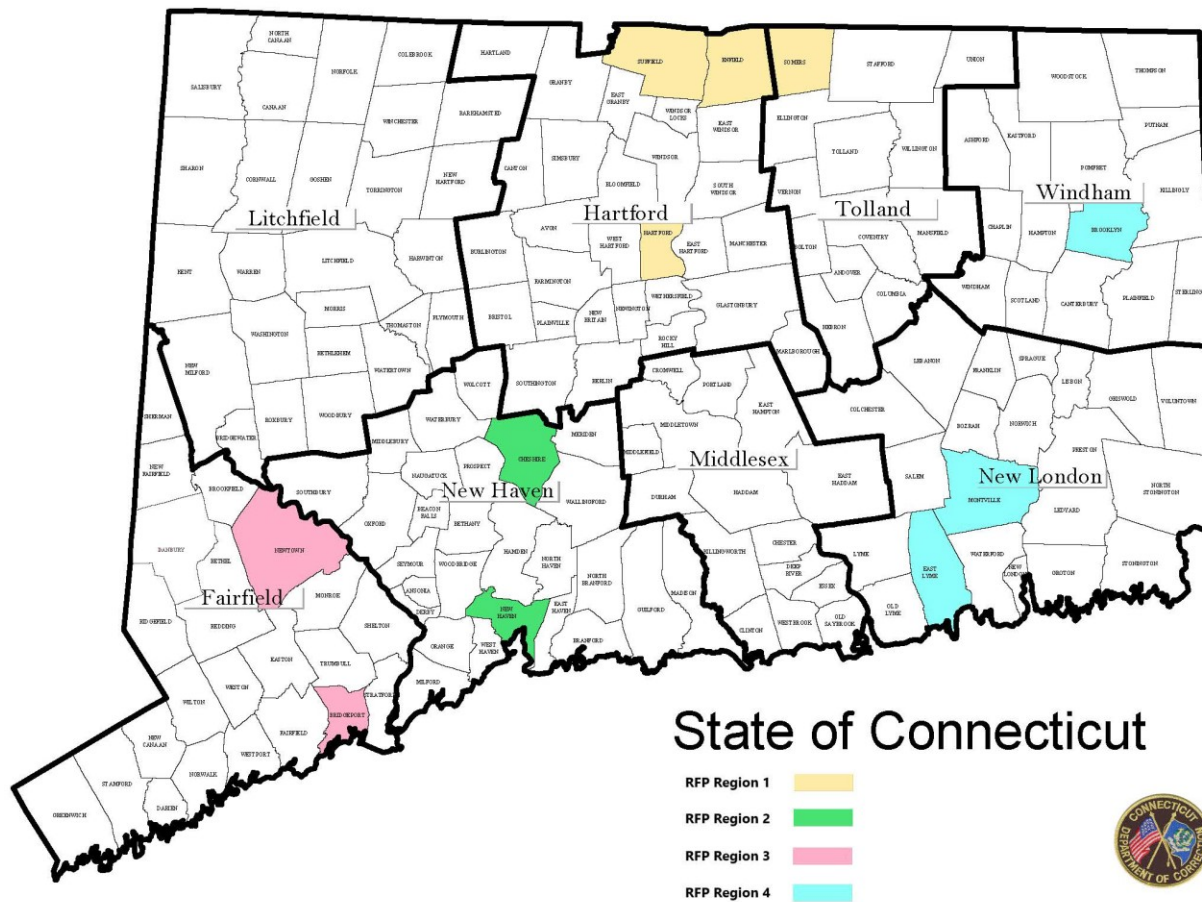 NORTH
CANAAN
COLEBROOK
HARTLAND
SUFFIELD
ENFIELD
SOMERS
STAFFORD
UNION
WOODSTOCK
THOMPSON
SALISBURY
NORFOLK
CANAAN
GRANBY
EAST
GRANBY
WINDSOR
LOCKS
EAST
WINDSOR
ELLINGTON
BARKHAMSTED
WINCHESTER
PUTNAM
ASHFORD
EASTFORD
POMFRET
SHARON
CORNWALL
GOSHEN
TORRINGTON
NEW
HARTFORD
CANTON
SIMSBURY
BLOOMFIELD
WINDSOR
SOUTH
WINDSOR
VERNON
TOLLAND
WILLINGTON
KILLINGLY
Litchfield
Hartford
Tolland
Windham
AVON
WEST
HARTFORD
HARTFORD
EAST
HARTFORD
MANCHESTER
BOLTON
COVENTRY
MANSFIELD
CHAPLIN
HAMPTON
BROOKLYN
KENT
WARREN
LITCHFIELD
HARWINTON
BURLINGTON
FARMINGTON
ANDOVER
COLUMBIA
WINDHAM
SCOTLAND
CANTERBURY
PLAINFIELD
STERLING
MORRIS
THOMASTON
PLYMOUTH
BRISTOL
PLAINVILLE
NEW
BRITAIN
NEWINGTON
WETHERSFIELD
GLASTONBURY
ROCKY
HILL
HEBRON
MARLBOROUGH
WASHINGTON
BETHLEHEM
WATERTOWN
NEW
MILFORD
WOLCOTT
SOUTHINGTON
BERLIN
CROMWELL
PORTLAND
EAST
HAMPTON
LEBANON
FRANKLIN
SPRAGUE
LISBON
GRISWOLD
VOLUNTOWN
SHERMAN
ROXBURY
WOODBURY
BRIDGEWATER
MIDDLEBURY
WATERBURY
CHESHIRE
MERIDEN
MIDDLETOWN
MIDDLEFIELD
COLCHESTER
BOZRAH
NORWICH
PRESTON
NORTH
STONINGTON
NEW
FAIRFIELD
BROOKFIELD
SOUTHBURY
NAUGATUCK
PROSPECT
New Haven
Middlesex
New London
WALLINGFORD
DURHAM
HADDAM
EAST
HADDAM
SALEM
MONTVILLE
LEDYARD
OXFORD
BEACON
FALLS
BETHANY
DANBURY
BETHEL
NEWTOWN
SEYMOUR
WOODBRIDGE
HAMDEN
NORTH
HAVEN
NORTH
BRANFORD
GUILFORD
MADISON
KILLINGWORTH
CHESTER
DEEP
RIVER
ESSEX
LYME
EAST
LYME
WATERFORD
NEW
LONDON
GROTON
STONINGTON
Fairfield
MONROE
ANSONIA
DERBY
NEW
HAVEN
EAST
HAVEN
BRANFORD
CLINTON
WESTBROOK
OLD
SAYBROOK
OLD
LYME
RIDGEFIELD
REDDING
SHELTON
ORANGE
WEST
HAVEN
MILFORD
EASTON
TRUMBULL
STRATFORD
WESTON
WILTON
BRIDGEPORT
FAIRFIELD
WESTPORT
NEW
CANAAN
NORWALK
STAMFORD
DARIEN
GREENWICH
State of Connecticut
RFP Region 1
RFP Region 2
RFP Region 3
RFP Region 4
CONNECTICUT
DEPARTMENT OF CORRECTION